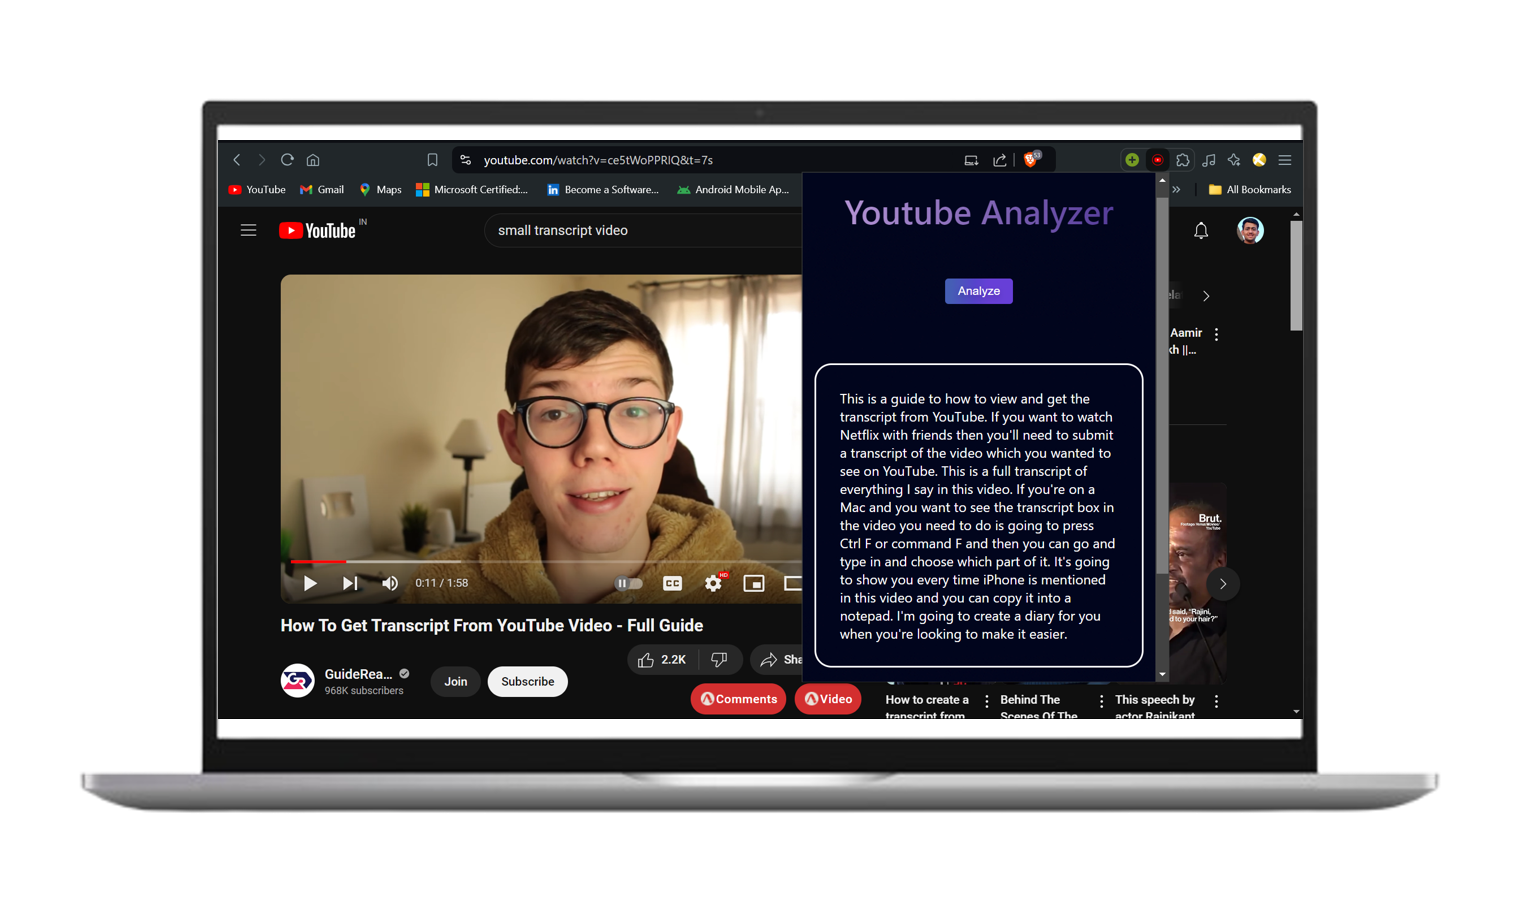 youtube.com/watch?v=ce5tWoPPRIQ&t=7s
53
YouTube
Gmail
Maps
Microsoft Certified:...
Become a Software...
Android Mobile Ap...
»
All Bookmarks
YouTube IN
small transcript video
Youtube Analyzer
Analyze
This is a guide to how to view and get the
transcript from YouTube. If you want to watch
Netflix with friends then you'll need to submit
a transcript of the video which you wanted to
see on YouTube. This is a full transcript of
everything I say in this video. If you're on a
Mac and you want to see the transcript box in
the video you need to do is going to press
Ctrl F or command F and then you can go and
type in and choose which part of it. It's going
to show you every time iPhone is mentioned
in this video and you can copy it into a
notepad. I'm going to create a diary for you
when you're looking to make it easier.
Aamir
kh ||...
Brut.
said, "Rajini,
d to your hair?"
0:11 / 1:58
CC
HD
How To Get Transcript From YouTube Video - Full Guide
2.2K
Sha
GR
GuideRea...
968K subscribers
Join
Subscribe
Comments
Video
How to create a
transcript from
Behind The
Scenes Of The
This speech by
actor Rajinikant